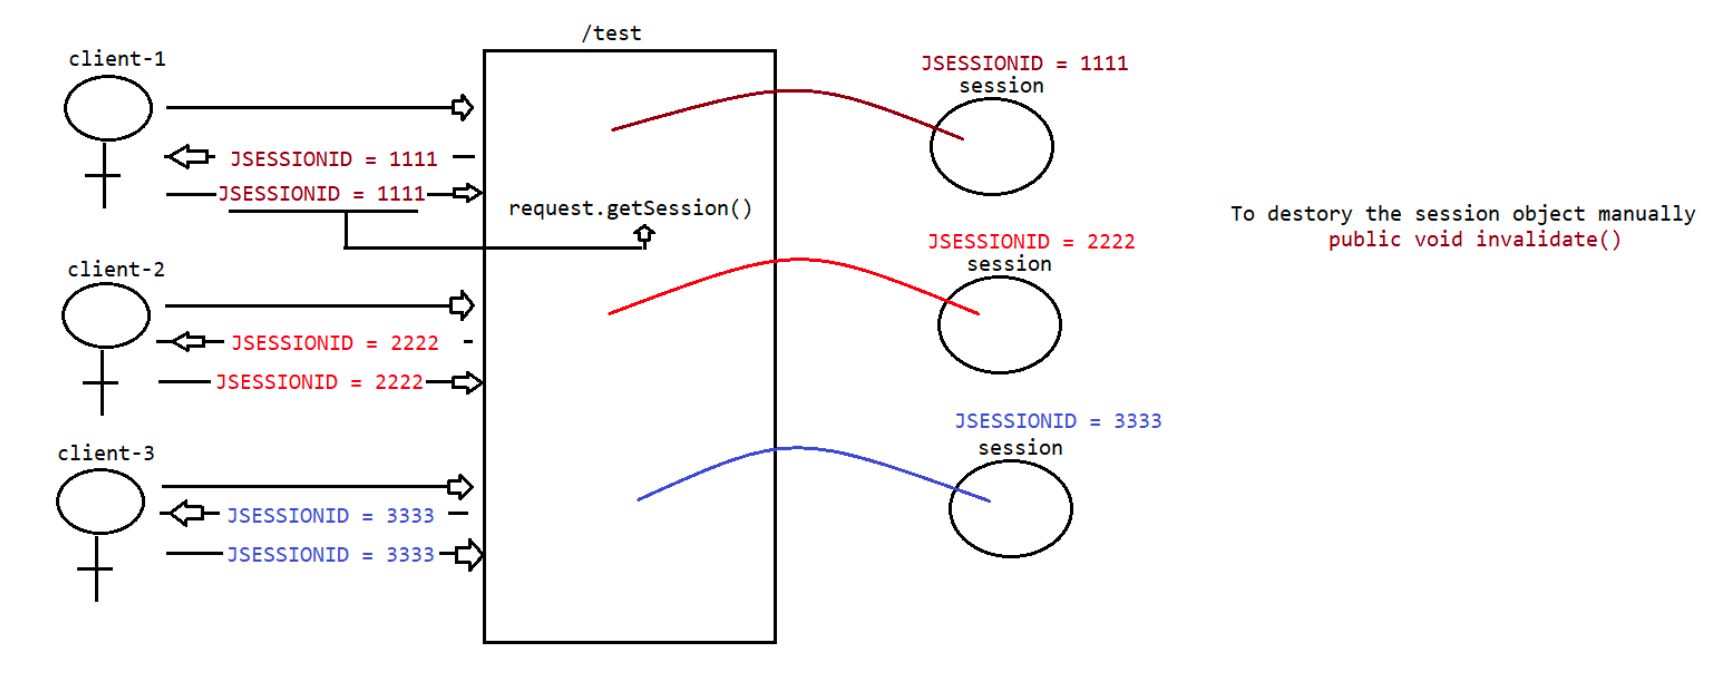 /test
client-1
JSESSIONID = 1111
JSESSIONID = 1111
client-2
JSESSIONID = 2222
JSESSIONID = 2222
client-3
JSESSIONID = 3333
JSESSIONID = 3333
request.getSession()
JSESSIONID = 1111
session
JSESSIONID = 2222
session
JSESSIONID = 3333
session
To destory the session object manually
public void invalidate()